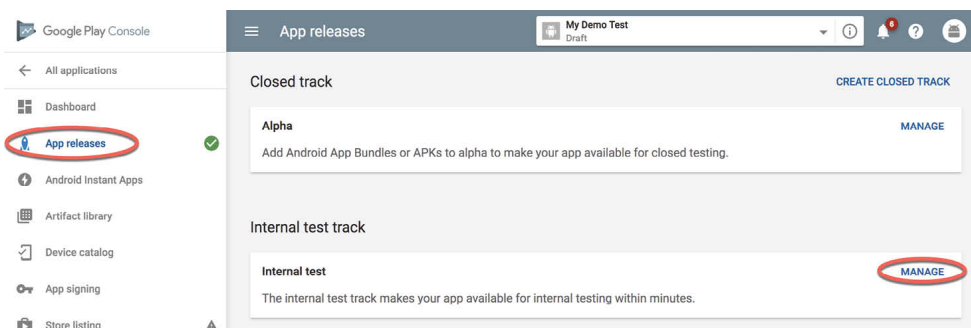 Google Play Console
App releases
My Demo Test
Draft
6
All applications
Closed track
CREATE CLOSED TRACK
Dashboard
Alpha
MANAGE
App releases
Add Android App Bundles or APKs to alpha to make your app available for closed testing.
Android Instant Apps
Artifact library
Internal test track
Device catalog
Internal test
MANAGE
App signing
The internal test track makes your app available for internal testing within minutes.
Store listing